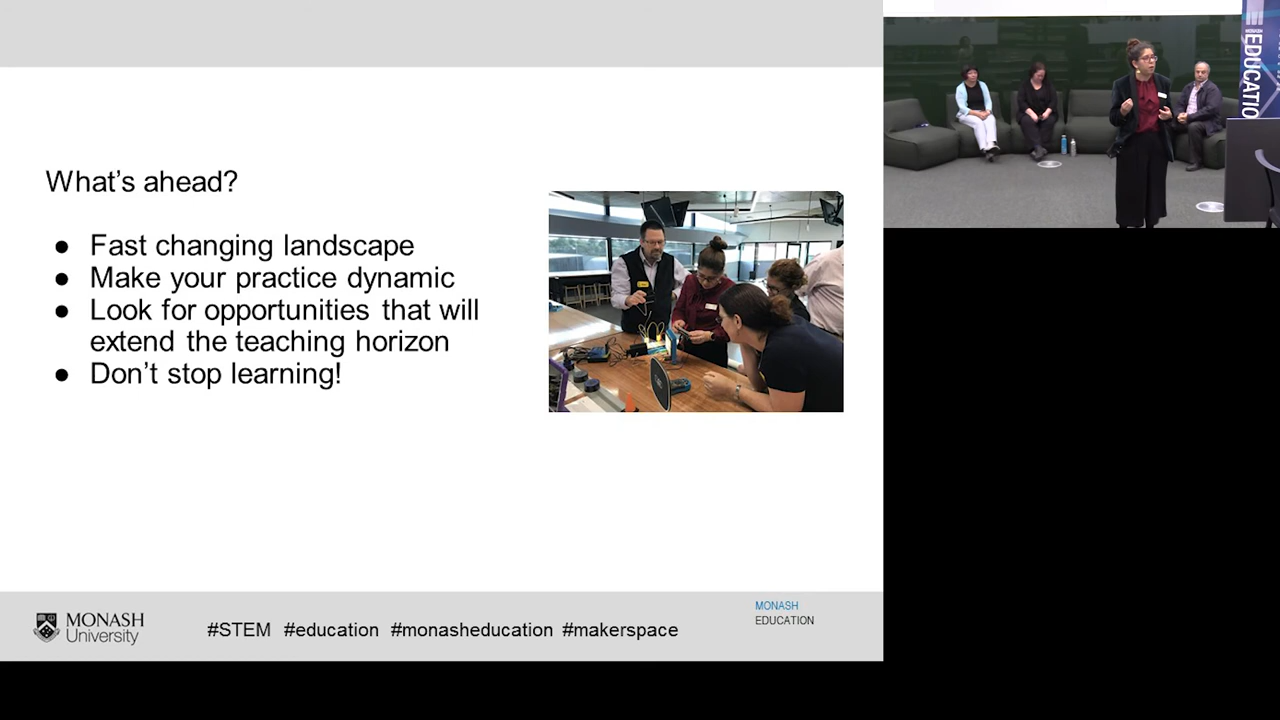 What's ahead?
● Fast changing landscape
● Make your practice dynamic
● Look for opportunities that will
extend the teaching horizon
● Don't stop learning!
MONASH
University
#STEM #education #monasheducation #makerspace
MONASH
EDUCATION
MONASH
EDUCATIO